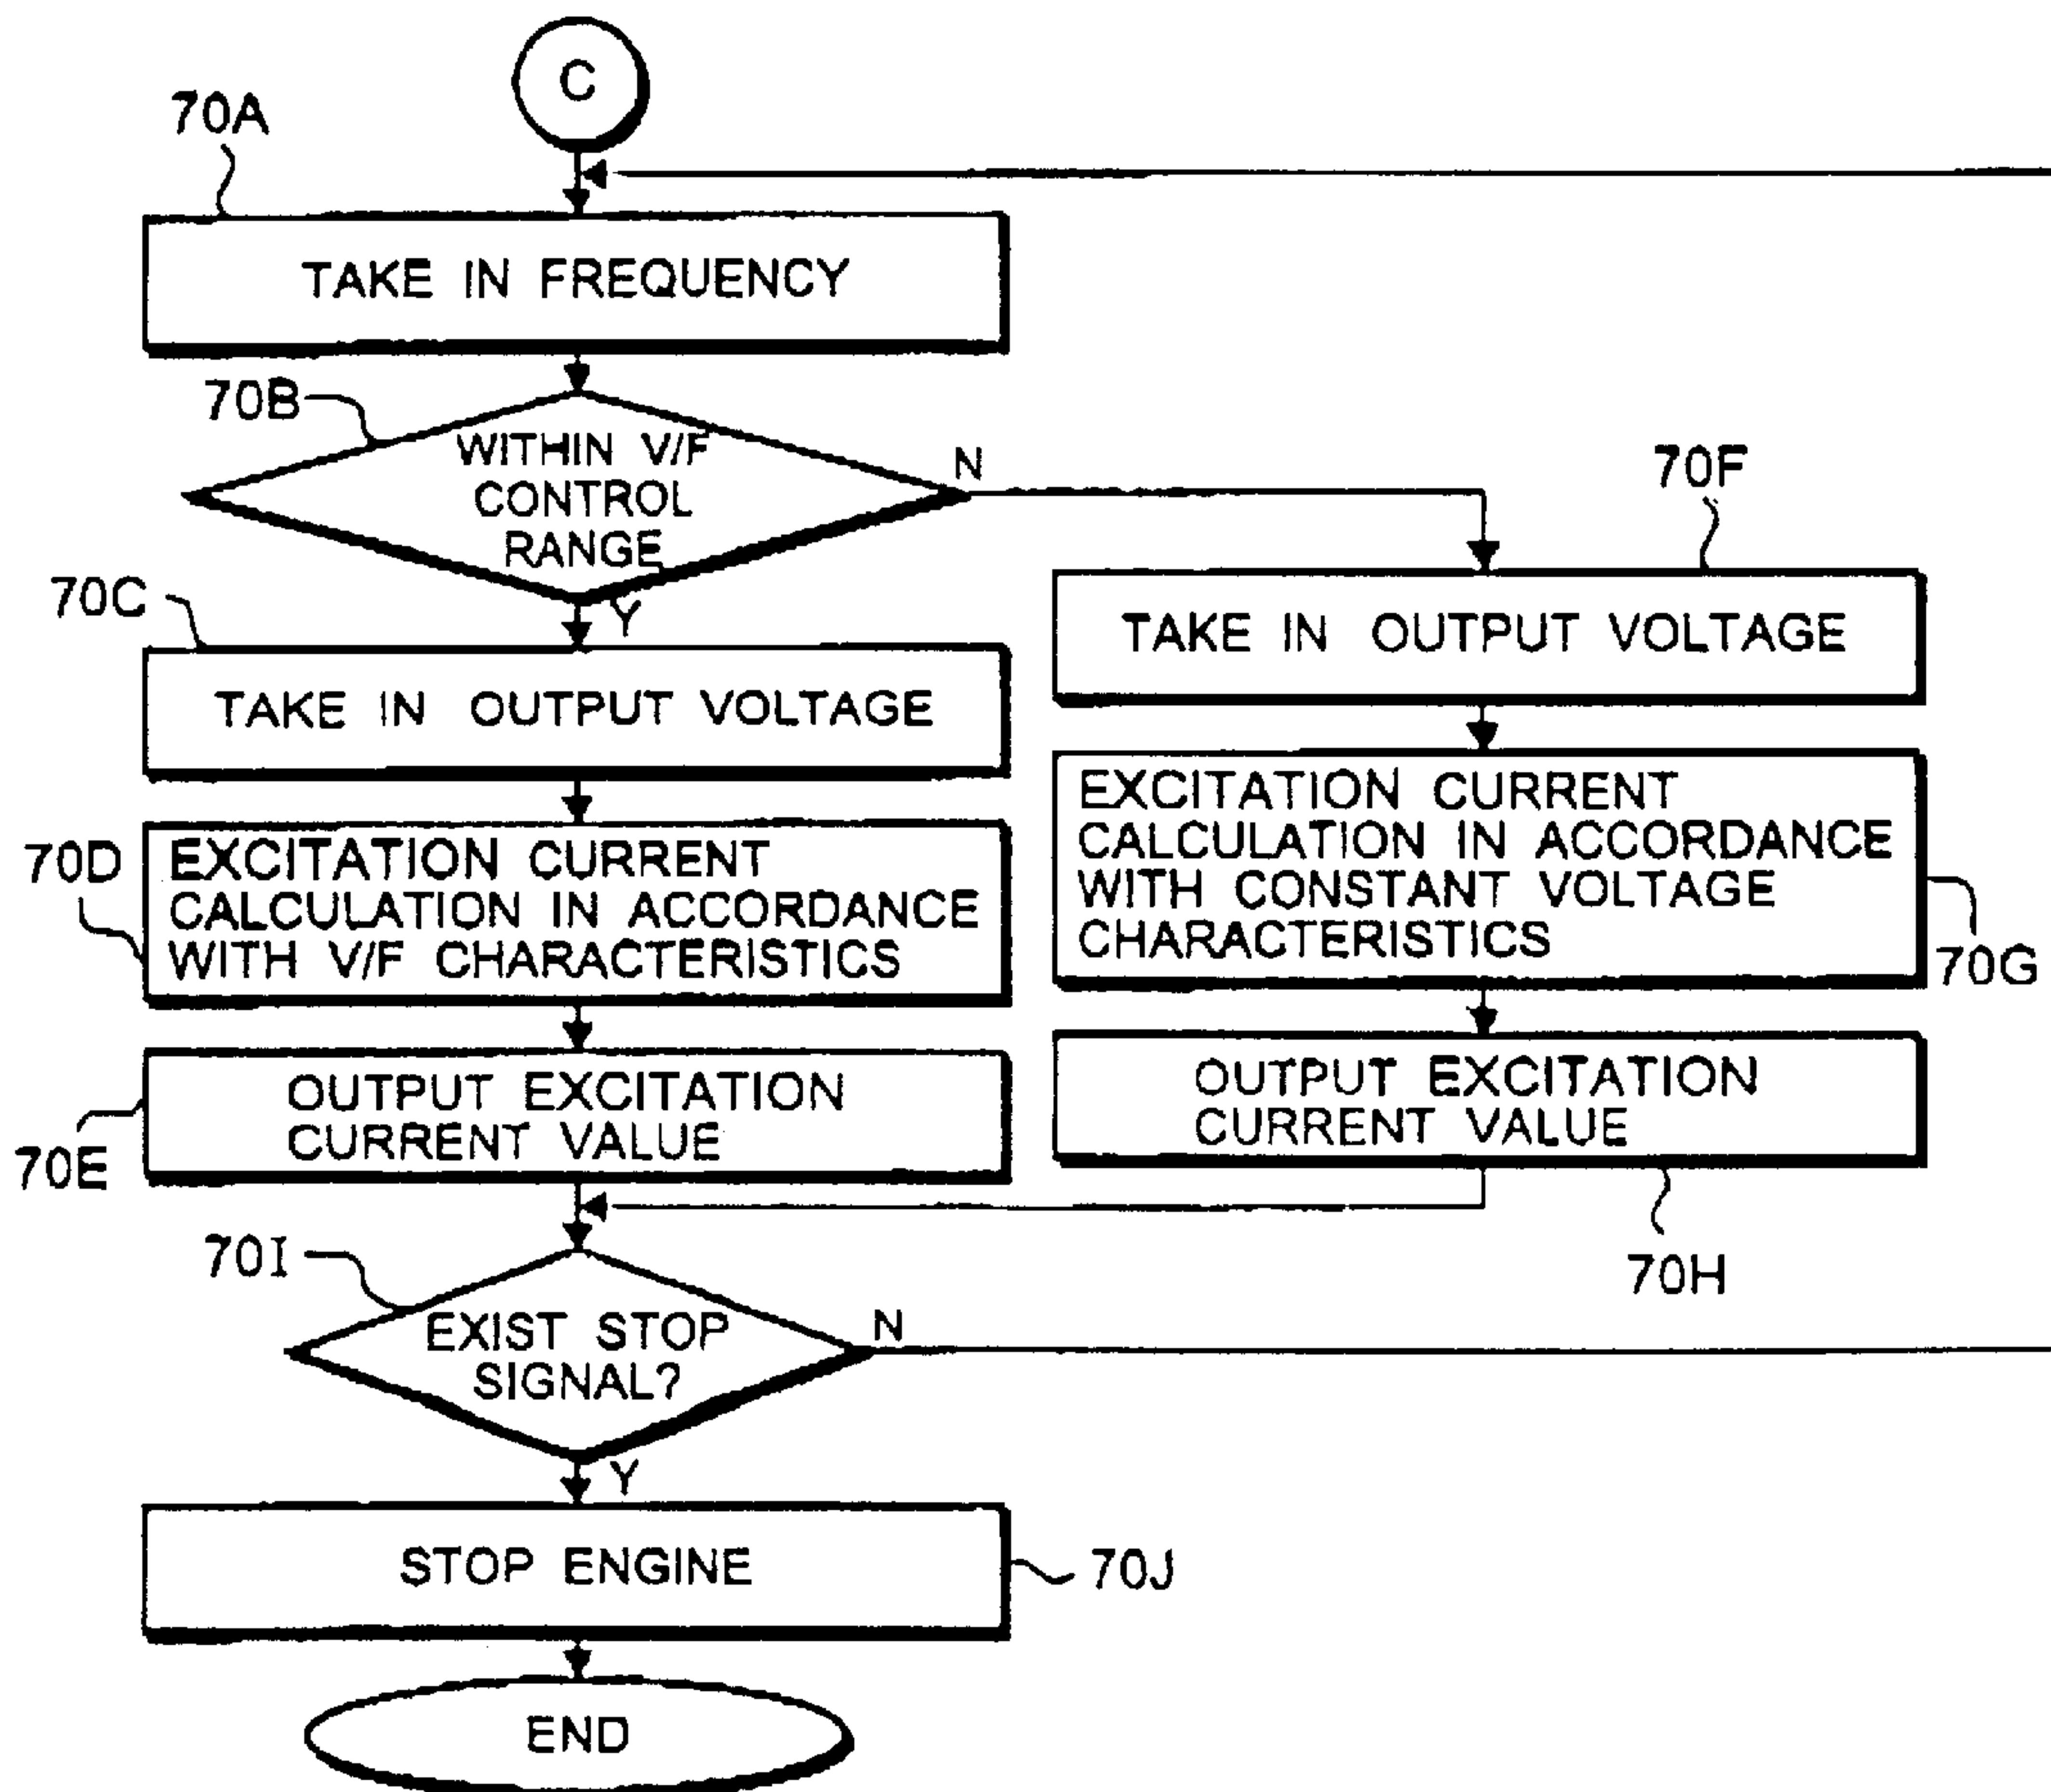 C
70A
TAKE IN FREQUENCY
70B
WITHIN V/F
CONTROL
RANGE
N
Y
70F
TAKE IN OUTPUT VOLTAGE
70C
TAKE IN OUTPUT VOLTAGE
70D
EXCITATION CURRENT
CALCULATION IN ACCORDANCE
WITH V/F CHARACTERISTICS
EXCITATION CURRENT
CALCULATION IN ACCORDANCE
WITH CONSTANT VOLTAGE
CHARACTERISTICS
70G
70E
OUTPUT EXCITATION
CURRENT VALUE
OUTPUT EXCITATION
CURRENT VALUE
70H
70I
EXIST STOP
SIGNAL?
N
Y
STOP ENGINE
70J
END